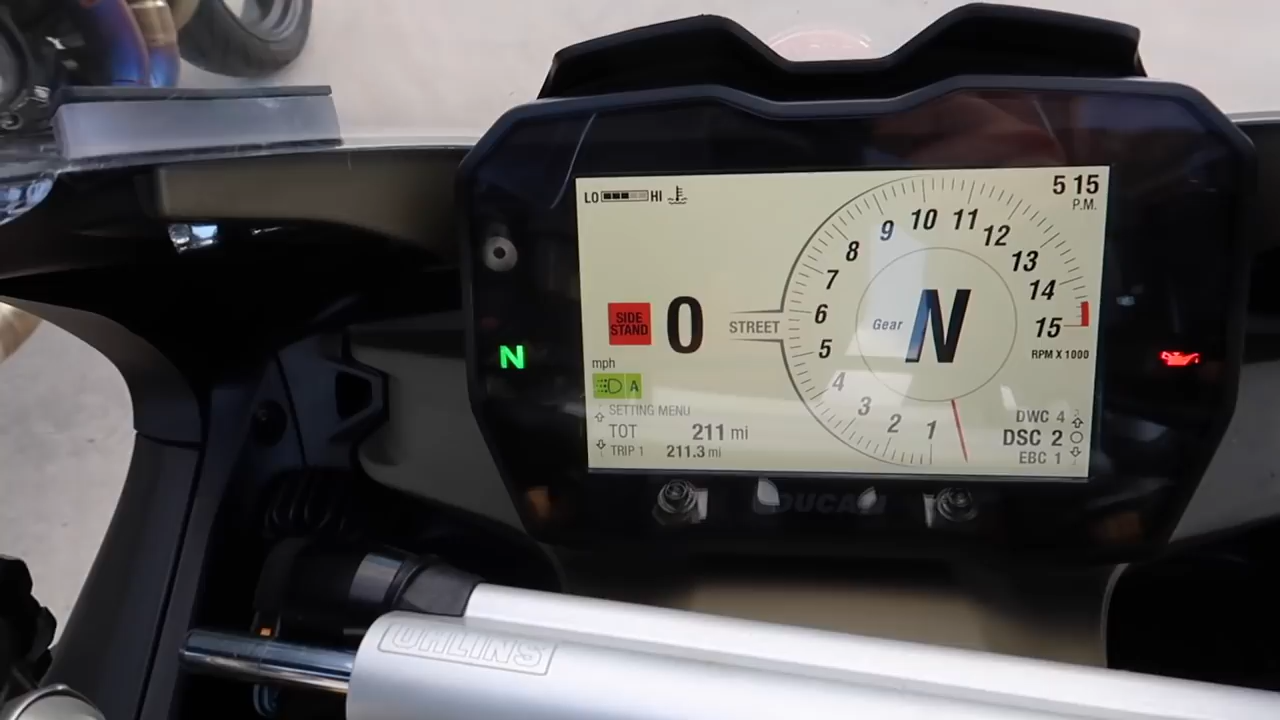 LO HI
5 15
P.M.
9 10 11
8 12
7 13
6 14
5 15
4
3
2 1
RPM X 1000
SIDE
STAND
0
mph
STREET
Gear N
N
A
SETTING MENU
TOT 211 mi
TRIP 1 211.3 mi
DWC 4
DSC 2
EBC 1
DUCATI
OHLINS